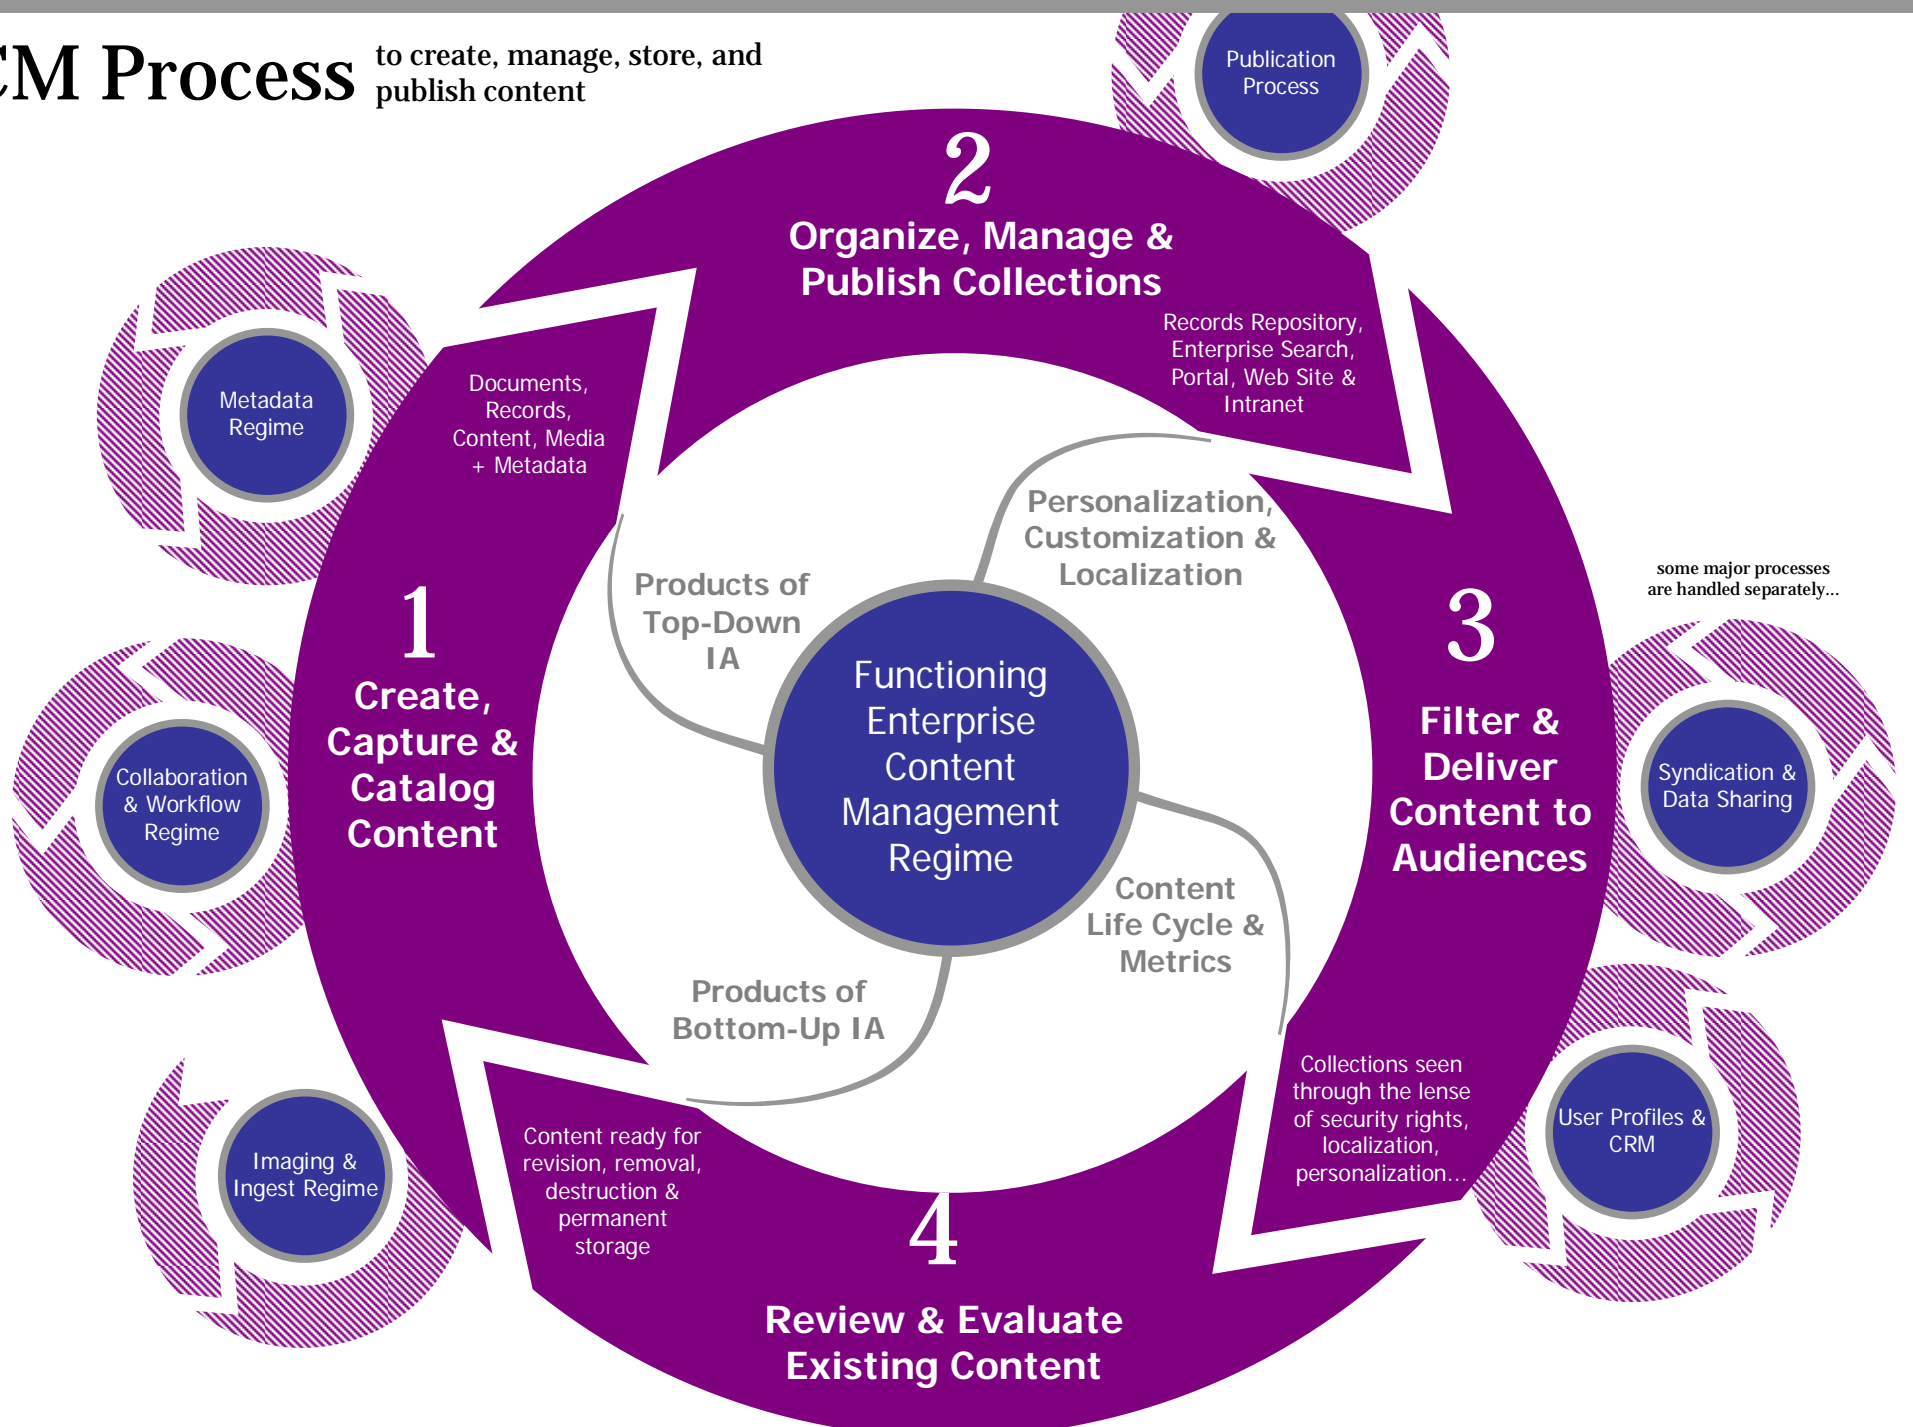 CM Process
to create, manage, store, and
publish content
Publication
Process
2
Organize, Manage &
Publish Collections
Records Repository,
Enterprise Search,
Portal, Web Site &
Intranet
Metadata
Regime
Documents,
Records,
Content, Media
+ Metadata
Personalization,
Customization &
Localization
Products of
Top-Down
IA
1
Create,
Capture &
Catalog
Content
Functioning
Enterprise
Content
Management
Regime
3
Filter &
Deliver
Content to
Audiences
some major processes
are handled separately...
Collaboration
& Workflow
Regime
Syndication &
Data Sharing
Content
Life Cycle &
Metrics
Products of
Bottom-Up IA
Imaging &
Ingest Regime
Content ready for
revision, removal,
destruction &
permanent
storage
Collections seen
through the lense
of security rights,
localization,
personalization...
User Profiles &
CRM
4
Review & Evaluate
Existing Content